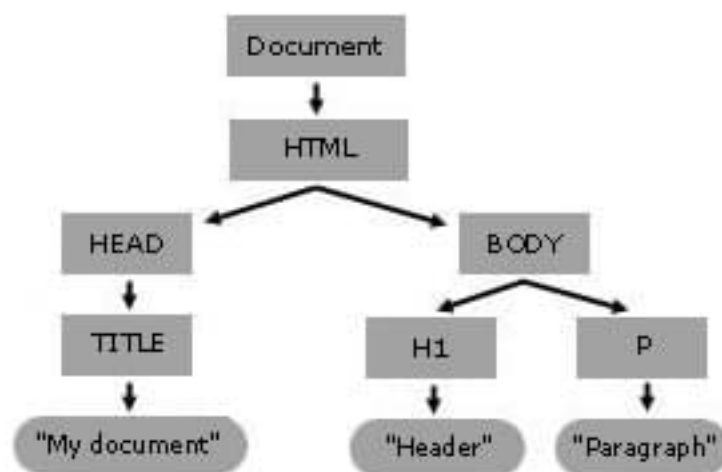 Document
HTML
HEAD
BODY
TITLE
H1
P
"My document"
"Header"
"Paragraph"